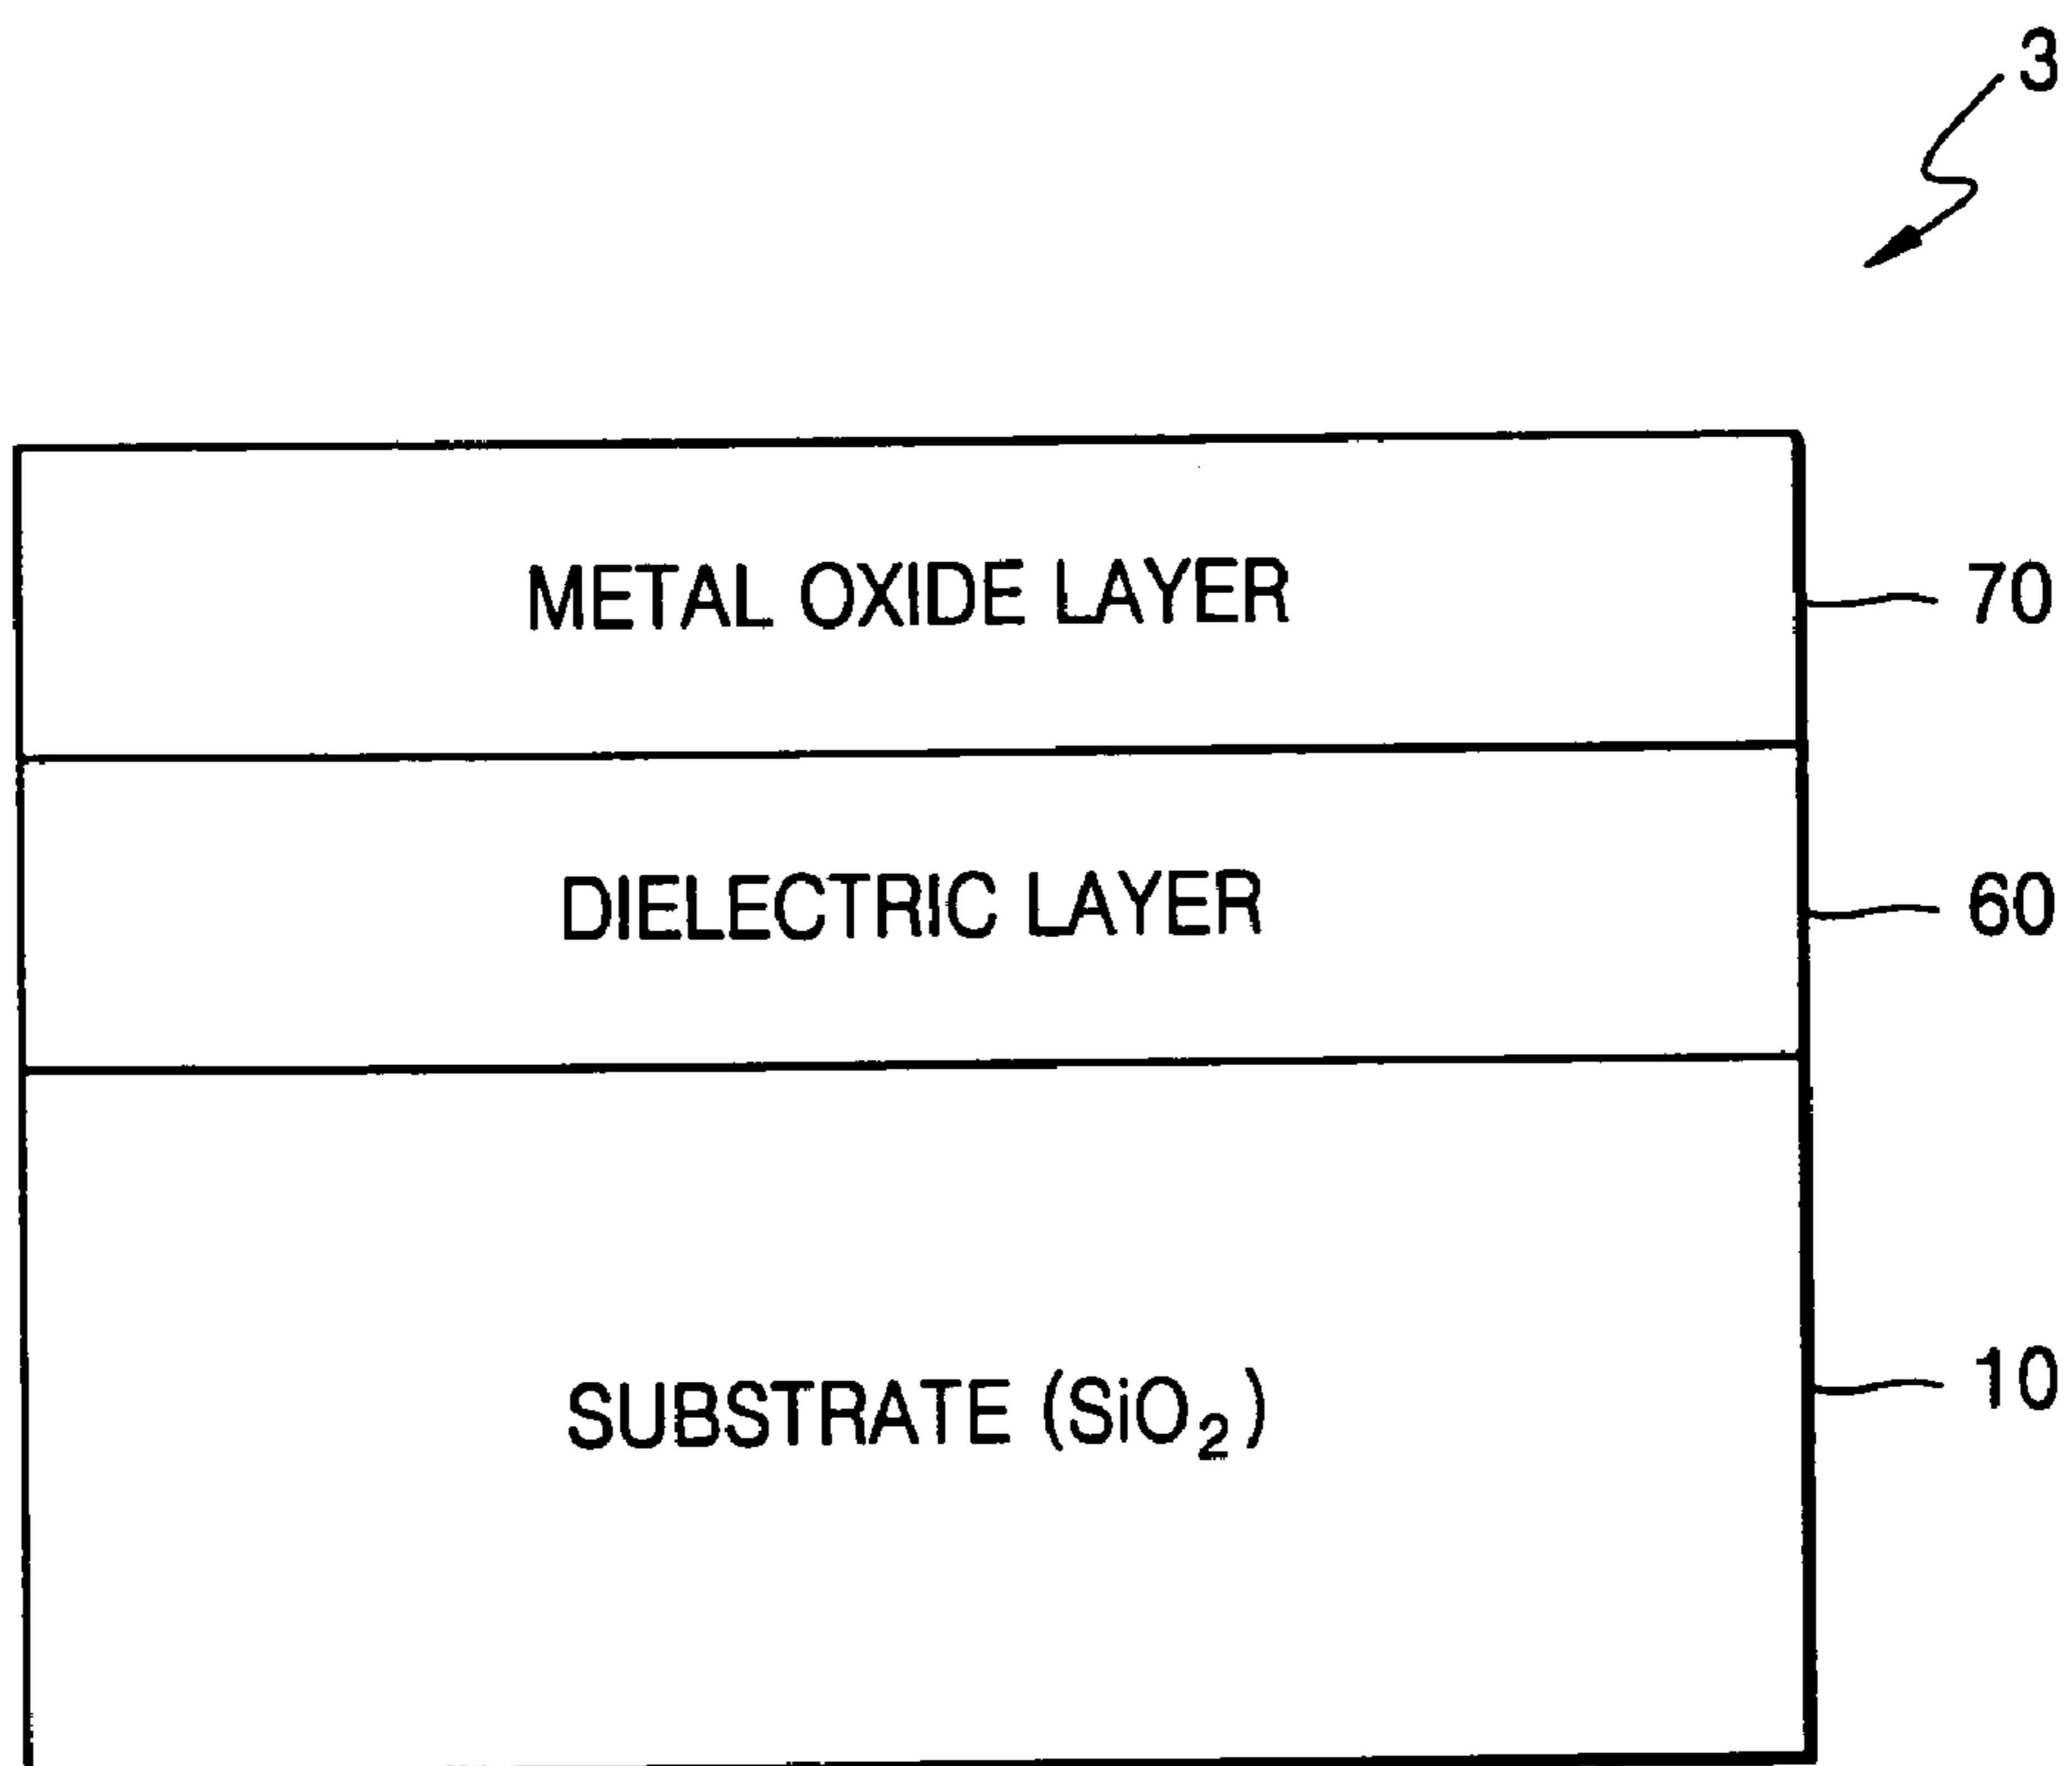 3
METAL OXIDE LAYER 70
DIELECTRIC LAYER 60
SUBSTRATE (SiO₂) 10